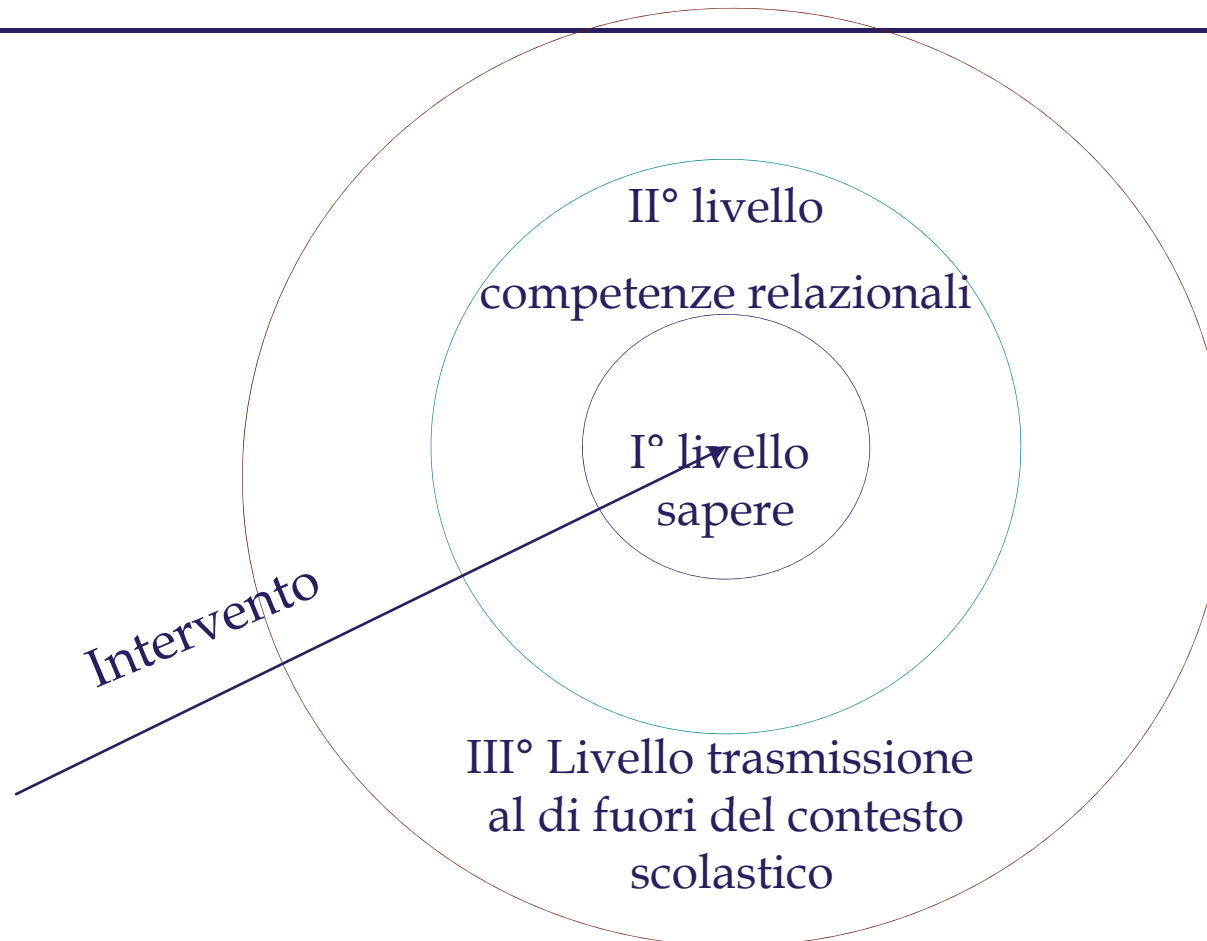 II° livello
competenze relazionali
I° livello
sapere
Intervento
III° Livello trasmissione
al di fuori del contesto
scolastico